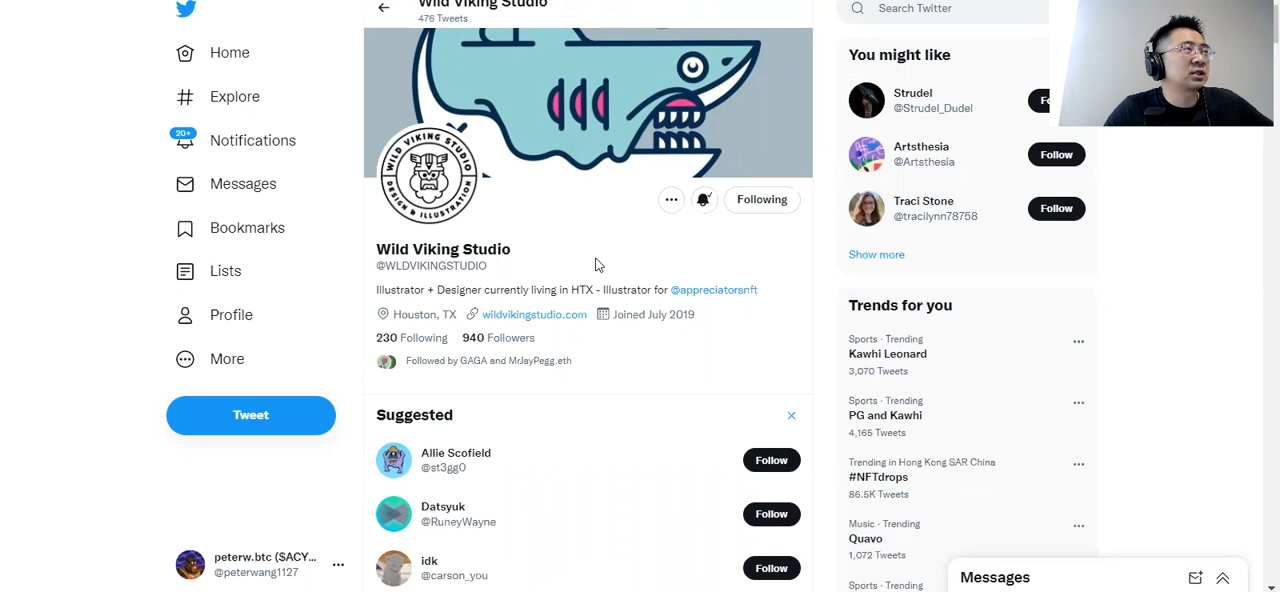 Wild Viking Studio
476 Tweets
Search Twitter
Home
Explore
20+
Notifications
Messages
Bookmarks
Lists
Profile
More
Tweet
peterw.btc ($ACY...
@peterwang1127
WILD VIKING STUDIO
DESIGN & ILLUSTRATION
Following
Wild Viking Studio
@WLDVIKINGSTUDIO
Illustrator + Designer currently living in HTX - Illustrator for @appreciatorsnft
Houston, TX wildvikingstudio.com Joined July 2019
230 Following 940 Followers
Followed by GAGA and MrJayPegg.eth
Suggested
Allie Scofield
@st3gg0
Follow
Datsyuk
@RuneyWayne
Follow
idk
@carson_you
Follow
You might like
Strudel
@Strudel_Dudel
Fo
Artsthesia
@Artsthesia
Follow
Traci Stone
@tracilynn78758
Follow
Show more
Trends for you
Sports · Trending
Kawhi Leonard
3,070 Tweets
Sports · Trending
PG and Kawhi
4,165 Tweets
Trending in Hong Kong SAR China
#NFTdrops
86.5K Tweets
Music · Trending
Quavo
1,072 Tweets
Sports · Trending
Messages